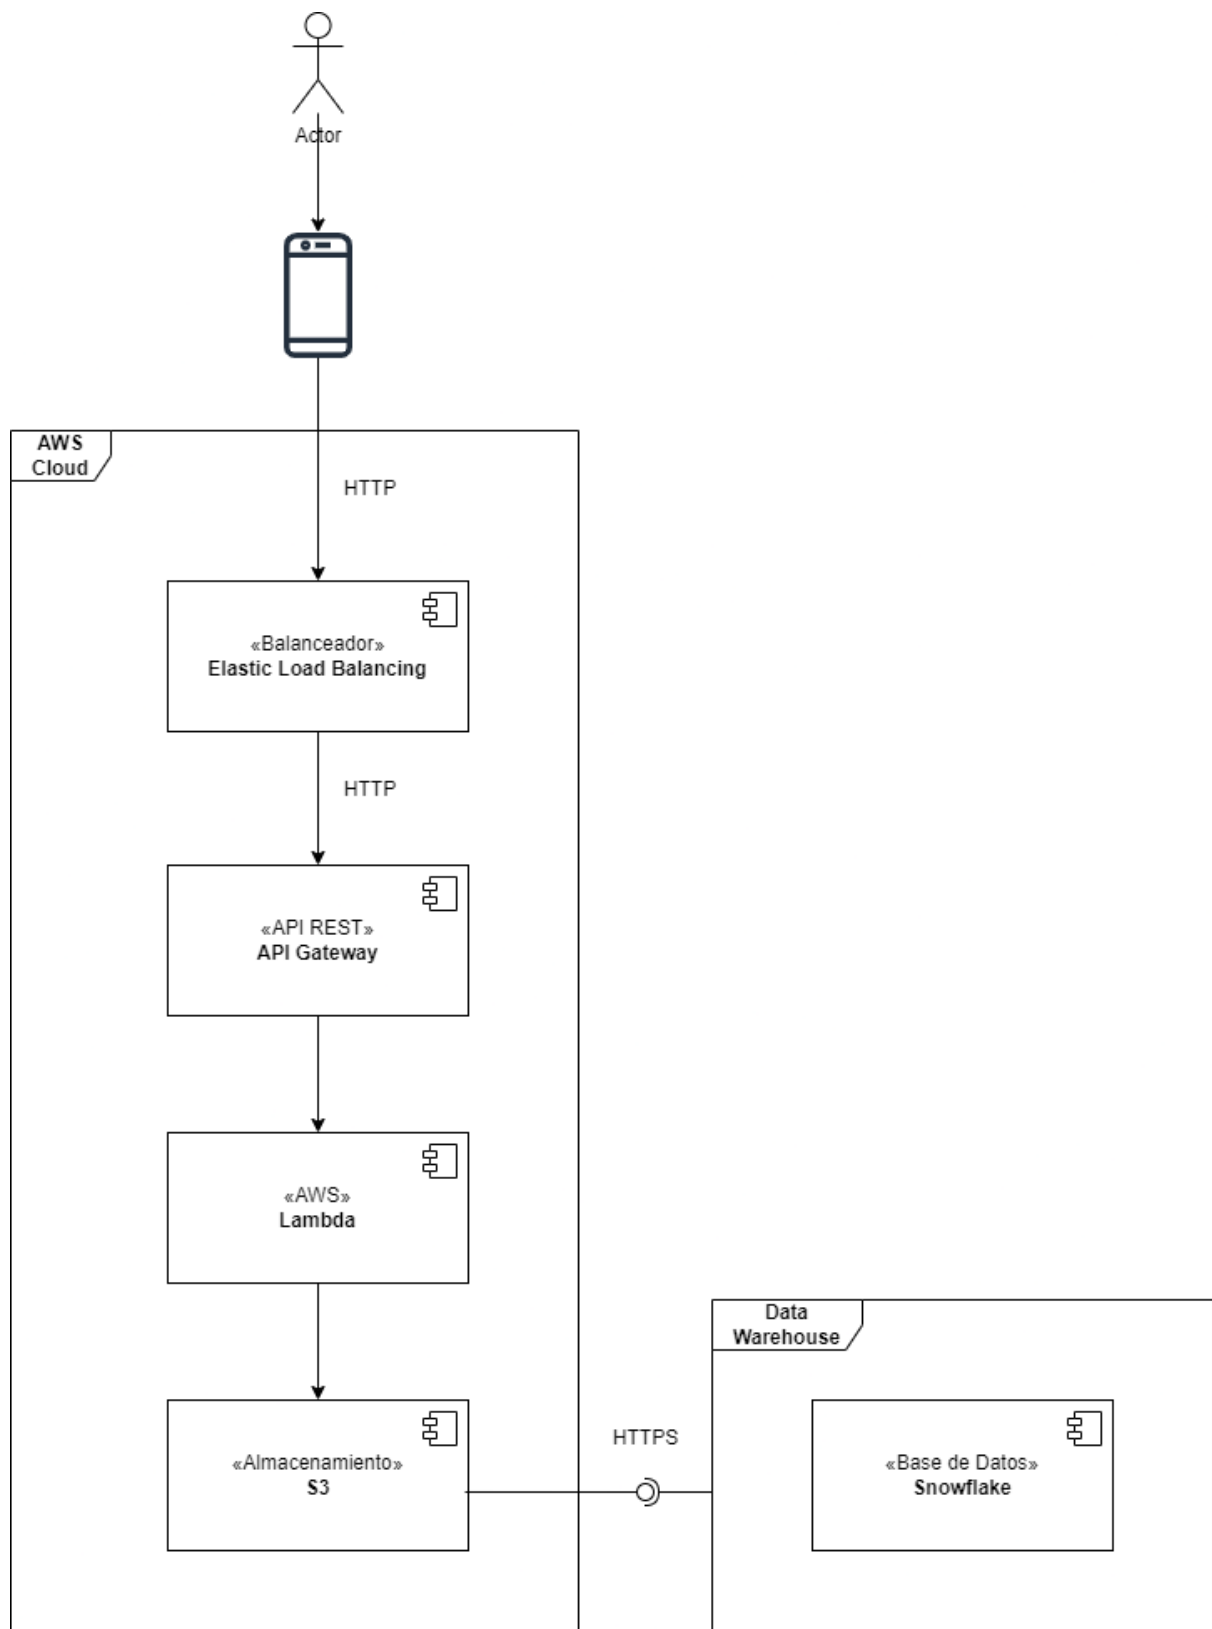 Actor
AWS
Cloud
HTTP
«Balanceador»
Elastic Load Balancing
HTTP
«API REST»
API Gateway
«AWS»
Lambda
Data
Warehouse
«Almacenamiento»
S3
HTTPS
«Base de Datos»
Snowflake